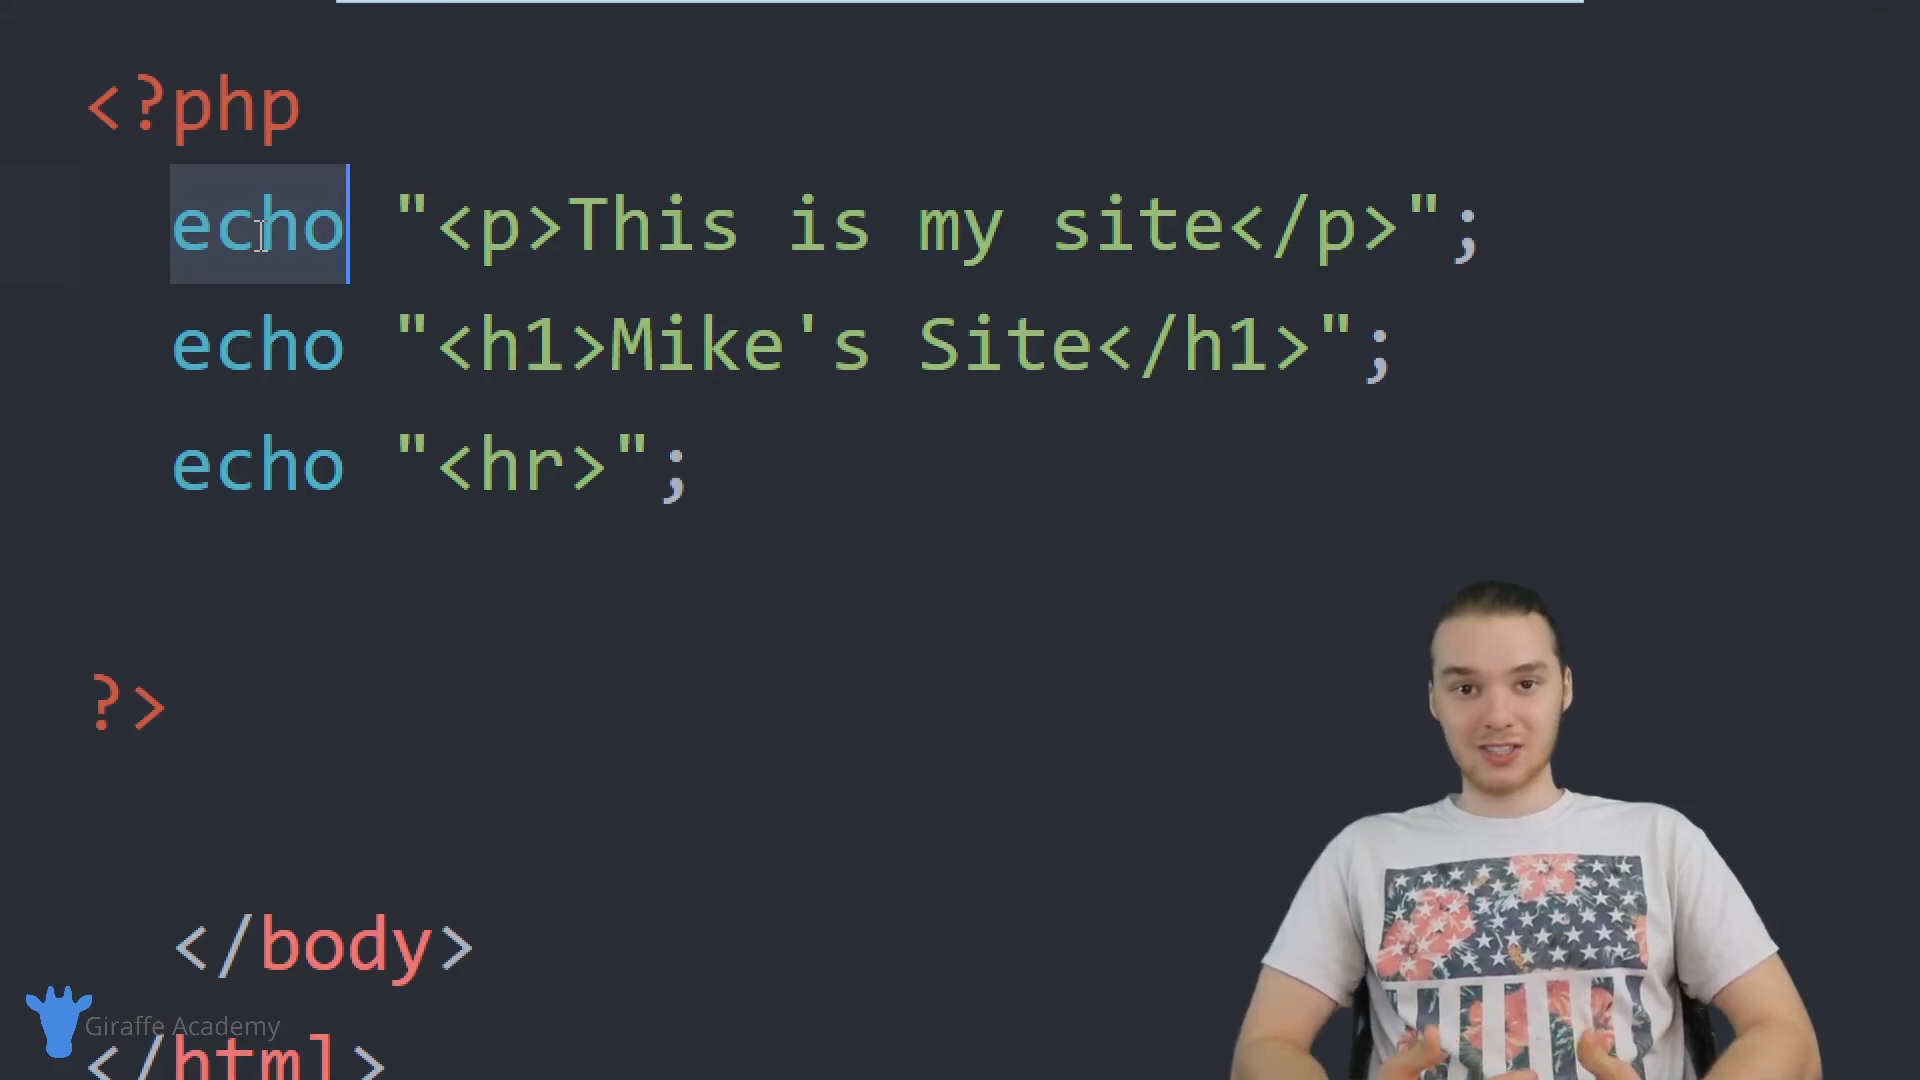 <?php
echo "<p>This is my site</p>";
echo "<h1>Mike's Site</h1>";
echo "<hr>";
?>
</body>
Giraffe Academy
</html>